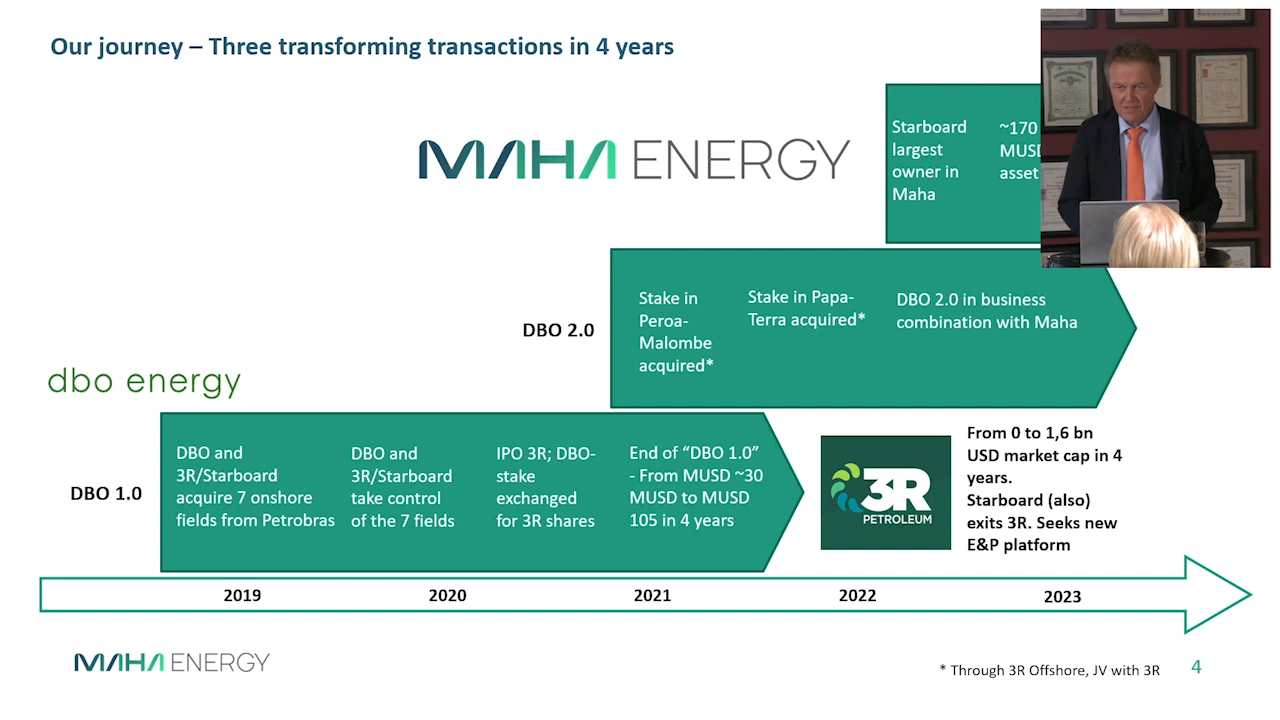 Our journey – Three transforming transactions in 4 years
MAHA ENERGY
Starboard
largest
owner in
Maha
~170
MUSD
asset
DBO 2.0
Stake in
Peroa-
Malombe
acquired*
Stake in Papa-
Terra acquired*
DBO 2.0 in business
combination with Maha
dbo energy
DBO 1.0
DBO and
3R/Starboard
acquire 7 onshore
fields from Petrobras
DBO and
3R/Starboard
take control
of the 7 fields
IPO 3R; DBO-
stake
exchanged
for 3R shares
End of “DBO 1.0”
- From MUSD ~30
MUSD to MUSD
105 in 4 years
3R
PETROLEUM
From 0 to 1,6 bn
USD market cap in 4
years.
Starboard (also)
exits 3R. Seeks new
E&P platform
2019
2020
2021
2022
2023
MAHA ENERGY
* Through 3R Offshore, JV with 3R
4